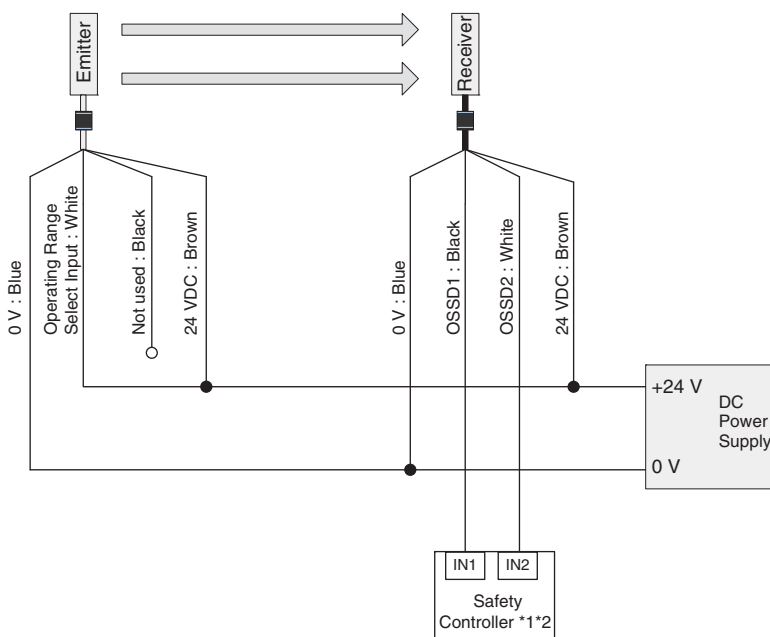 Emitter
Receiver
0 V : Blue
Operating Range
Select Input : White
Not used : Black
24 VDC : Brown
0 V : Blue
OSSD1 : Black
OSSD2 : White
24 VDC : Brown
+24 V
DC
Power
Supply
0 V
IN1
IN2
Safety
Controller *1*2